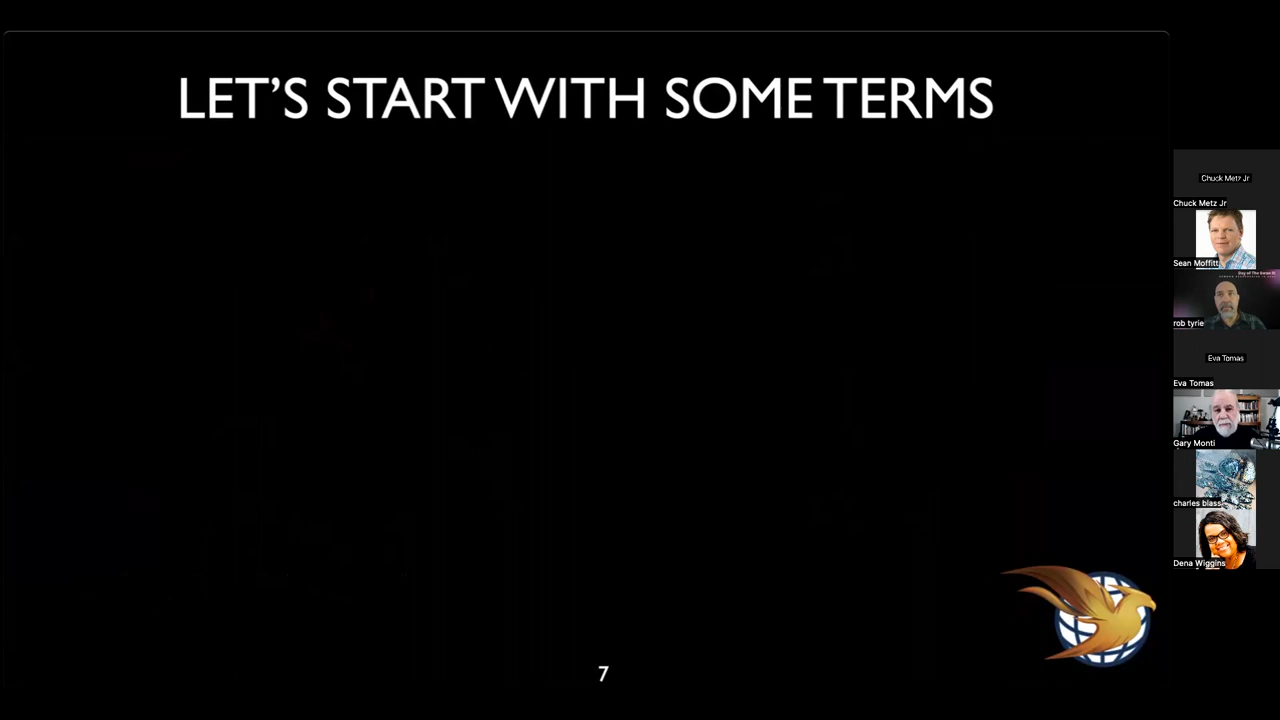 LET'S START WITH SOME TERMS
7
Chuck Metz Jr
Chuck Metz Jr
Sean Moffitt
rob tyrie
Eva Tomas
Eva Tomas
Gary Monti
charles blass
Dena Wiggins